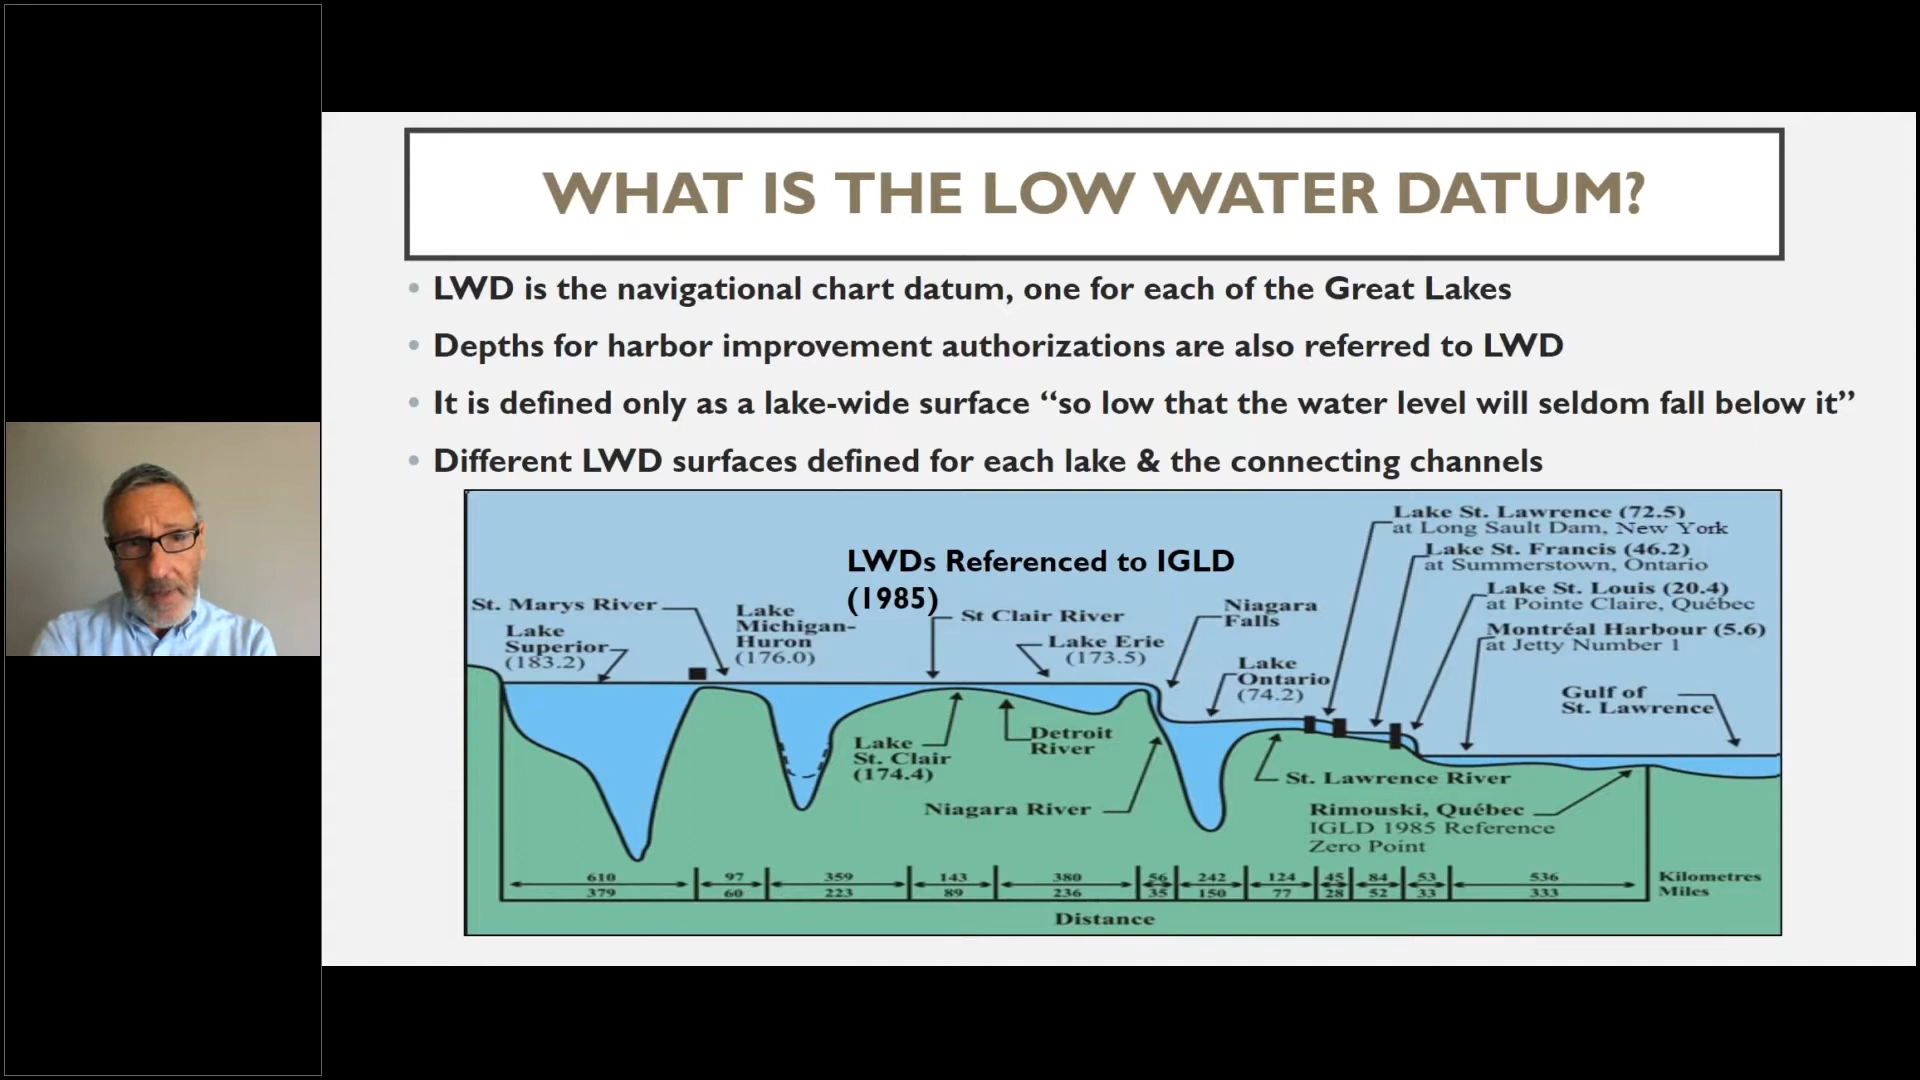 WHAT IS THE LOW WATER DATUM?
• LWD is the navigational chart datum, one for each of the Great Lakes
• Depths for harbor improvement authorizations are also referred to LWD
• It is defined only as a lake-wide surface “so low that the water level will seldom fall below it”
• Different LWD surfaces defined for each lake & the connecting channels
LWDs Referenced to IGLD
(1985)
St. Marys River
Lake
Superior
(183.2)
Lake
Michigan-
Huron
(176.0)
St Clair River
Lake Erie
(173.5)
Niagara
Falls
Lake
Ontario
(74.2)
Lake St. Lawrence (72.5)
at Long Sault Dam, New York
Lake St. Francis (46.2)
at Summerstown, Ontario
Lake St. Louis (20.4)
at Pointe Claire, Québec
Montréal Harbour (5.6)
at Jetty Number 1
Gulf of
St. Lawrence
Lake
St. Clair
(174.4)
Detroit
River
Niagara River
St. Lawrence River
Rimouski, Québec
IGLD 1985 Reference
Zero Point
610 97 359 143 380 56 242 124 45 84 53 536 Kilometres
379 60 223 89 236 35 150 77 28 52 33 333 Miles
Distance